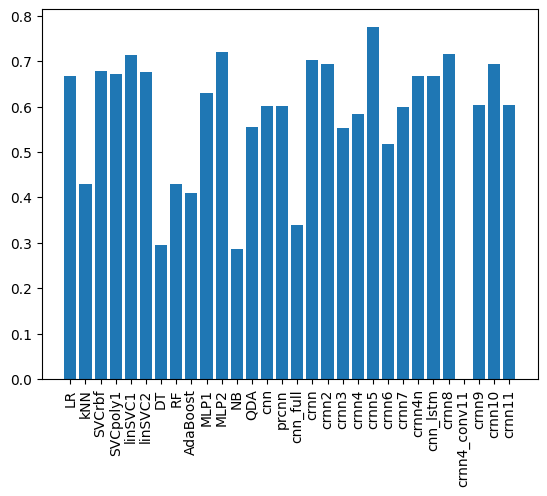 0.8
0.7
0.6
0.5
0.4
0.3
0.2
0.1
0.0
LR
kNN
SVCrbf
SVCpoly1
linSVC1
linSVC2
DT
RF
AdaBoost
MLP1
MLP2
NB
QDA
cnn
prcnn
cnn_full
crnn
crnn2
crnn3
crnn4
crnn5
crnn6
crnn7
crnn4n
cnn_lstm
crnn8
crnn4_conv11
crnn9
crnn10
crnn11